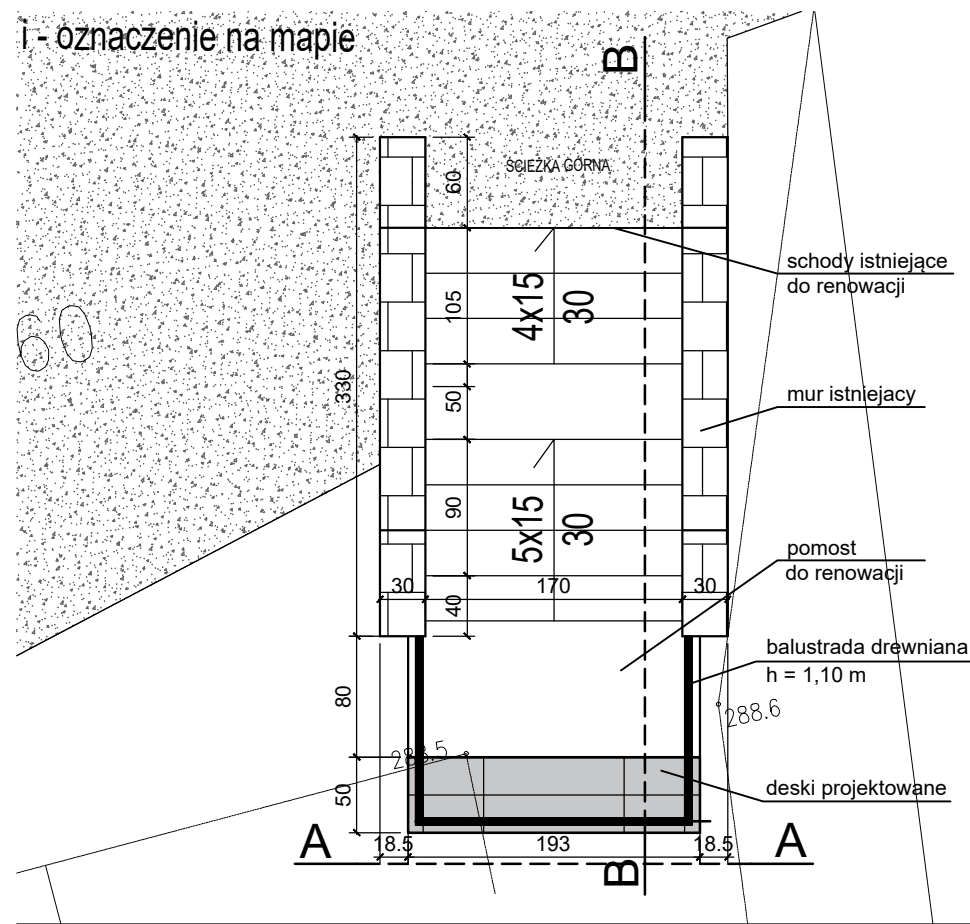 i - oznaczenie na mapie
B
ŚCIEŻKA GÓRNA
60
schody istniejące
do renowacji
4x15
30
105
60
330
mur istniejacy
50
5x15
30
90
pomost
do renowacji
30
170
30
40
balustrada drewniana
h = 1,10 m
80
288.6
288.5
deski projektowane
50
A
18.5
193
18.5
A
B